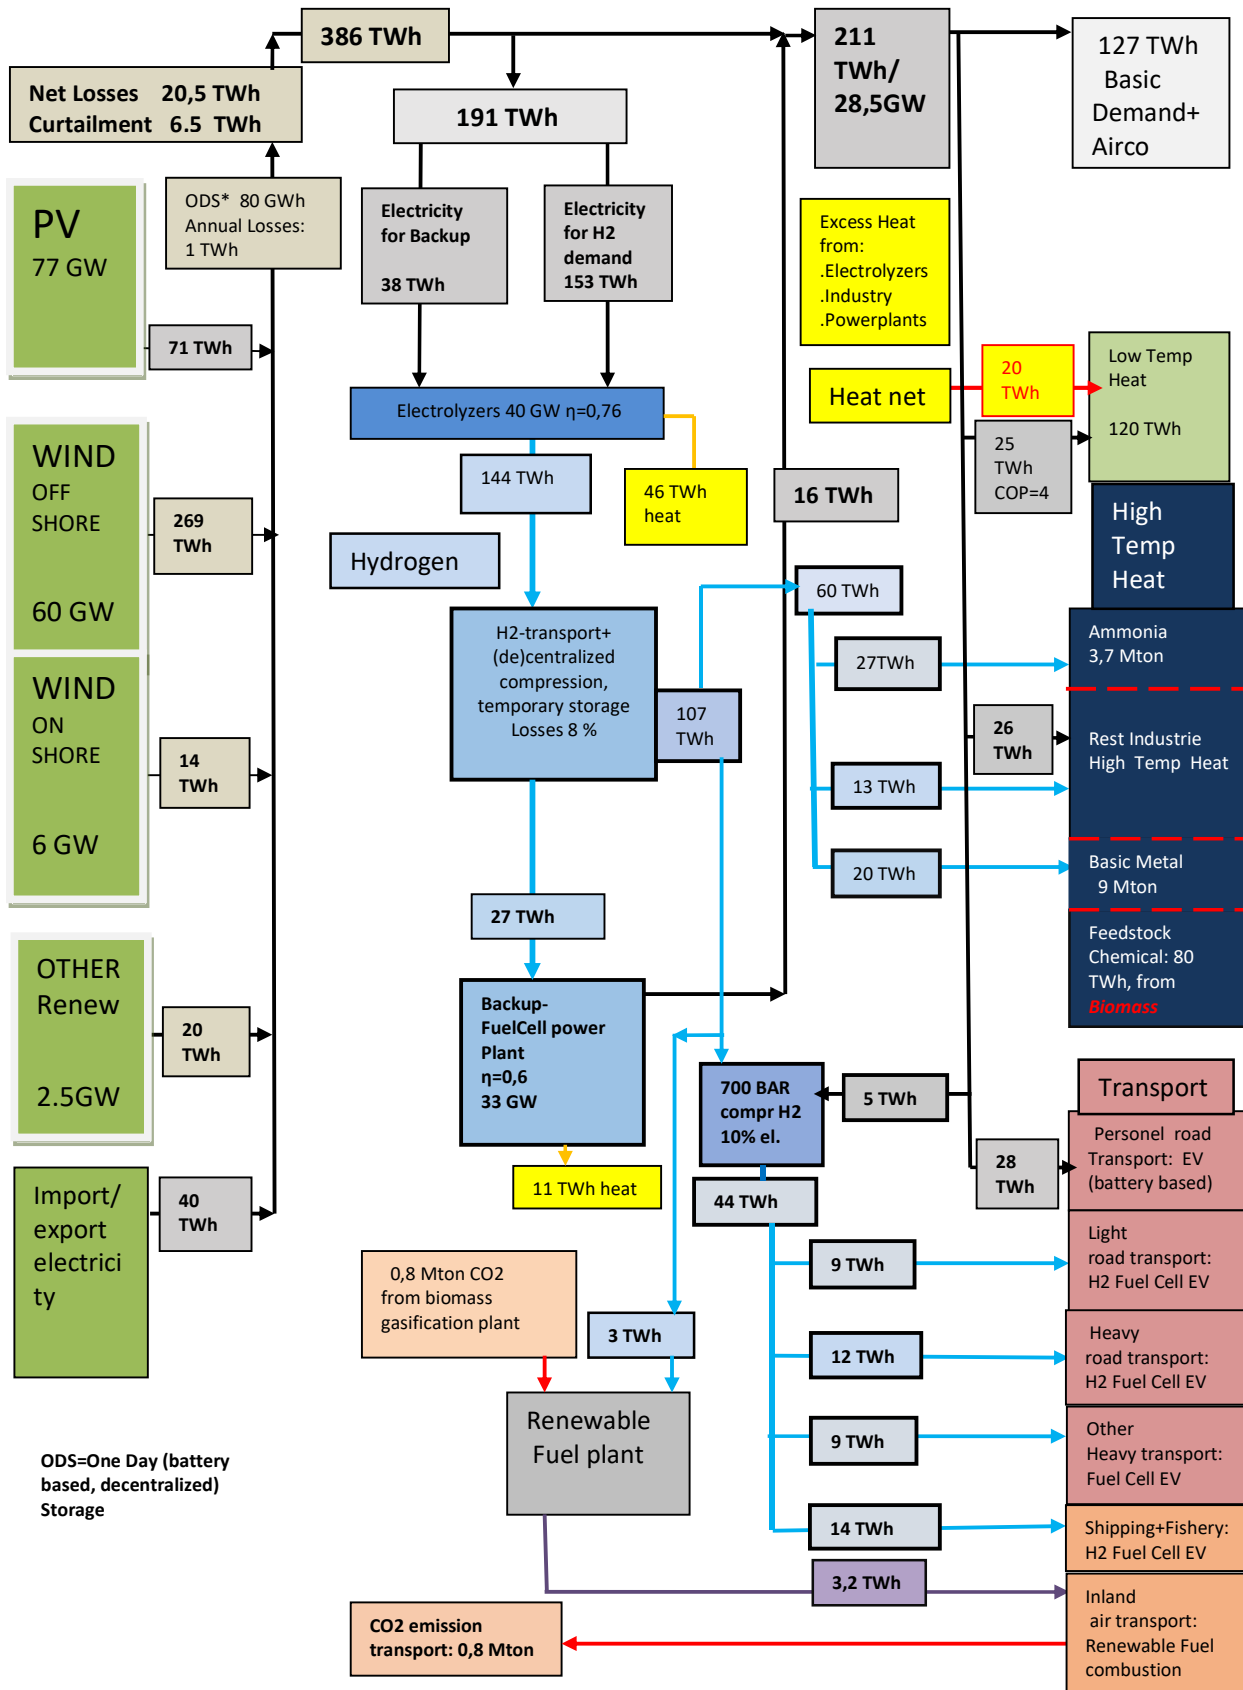 386 TWh
211
TWh/
28,5GW
127 TWh
Basic
Demand+
Airco
Net Losses 20,5 TWh
Curtailment 6.5 TWh
191 TWh
PV
77 GW
ODS* 80 GWh
Annual Losses:
1 TWh
Electricity
for Backup
38 TWh
Electricity
for H2
demand
153 TWh
Excess Heat
from:
.Electrolyzers
.Industry
.Powerplants
71 TWh
Heat net
20
TWh
Low Temp
Heat
120 TWh
Electrolyzers 40 GW η=0,76
25
TWh
COP=4
WIND
OFF
SHORE
60 GW
269
TWh
144 TWh
46 TWh
heat
16 TWh
High
Temp
Heat
Hydrogen
60 TWh
H2-transport+
(de)centralized
compression,
temporary storage
Losses 8 %
107
TWh
27TWh
Ammonia
3,7 Mton
WIND
ON
SHORE
6 GW
14
TWh
26
TWh
Rest Industrie
High Temp Heat
13 TWh
20 TWh
Basic Metal
9 Mton
27 TWh
Feedstock
Chemical: 80
TWh, from
Biomass
OTHER
Renew
2.5GW
20
TWh
Backup-
FuelCell power
Plant
η=0,6
33 GW
700 BAR
compr H2
10% el.
5 TWh
Transport
Personel road
Transport: EV
(battery based)
28
TWh
11 TWh heat
44 TWh
Import/
export
electrici
ty
40
TWh
Light
road transport:
H2 Fuel Cell EV
9 TWh
0,8 Mton CO2
from biomass
gasification plant
3 TWh
12 TWh
Heavy
road transport:
H2 Fuel Cell EV
Renewable
Fuel plant
9 TWh
Other
Heavy transport:
Fuel Cell EV
ODS=One Day (battery
based, decentralized)
Storage
14 TWh
Shipping+Fishery:
H2 Fuel Cell EV
3,2 TWh
Inland
air transport:
Renewable Fuel
combustion
CO2 emission
transport: 0,8 Mton